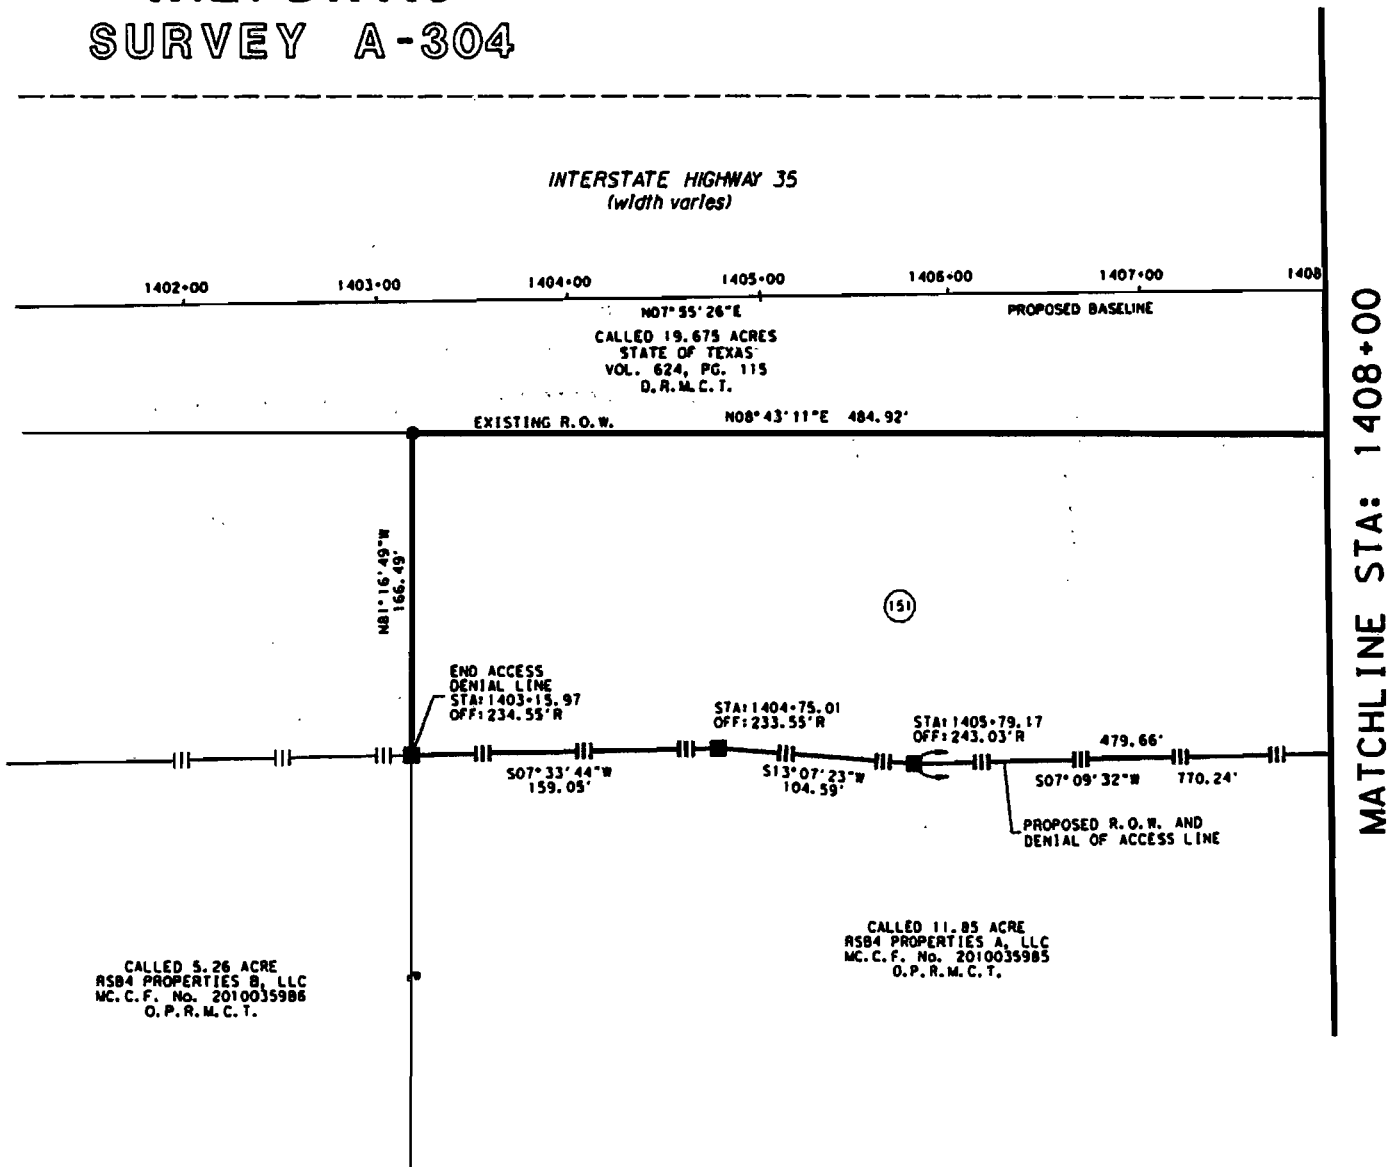 SURVEY A-304
INTERSTATE HIGHWAY 35
(width varies)
1402+00
1403+00
1404+00
1405+00
1406+00
1407+00
1408
N07°55'26"E
PROPOSED BASELINE
CALLED 19.675 ACRES
STATE OF TEXAS
VOL. 624, PG. 115
D.R.M.C.T.
EXISTING R.O.W.
N08°43'11"E 484.92'
MATCHLINE STA: 1408+00
N81°16'49"W
166.49'
151
END ACCESS
DENIAL LINE
STA:1403+15.97
OFF:234.55'R
STA:1404+75.01
OFF:233.55'R
STA:1405+79.17
OFF:243.03'R
479.66'
S07°33'44"W
159.05'
S13°07'23"W
104.59'
S07°09'32"W 770.24'
PROPOSED R.O.W. AND
DENIAL OF ACCESS LINE
CALLED 11.85 ACRE
RSB4 PROPERTIES A, LLC
MC.C.F. No. 2010035985
O.P.R.M.C.T.
CALLED 5.26 ACRE
RSB4 PROPERTIES B, LLC
MC.C.F. No. 2010035986
O.P.R.M.C.T.